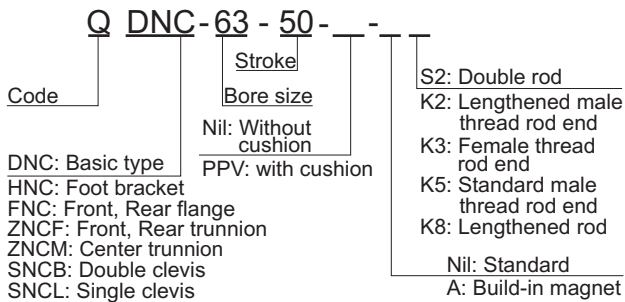 Q DNC-63-50-__-_ _
Stroke
Code
Bore size
Nil: Without
cushion
PPV: with cushion
DNC: Basic type
HNC: Foot bracket
FNC: Front, Rear flange
ZNCF: Front, Rear trunnion
ZNCM: Center trunnion
SNCB: Double clevis
SNCL: Single clevis
S2: Double rod
K2: Lengthened male
thread rod end
K3: Female thread
rod end
K5: Standard male
thread rod end
K8: Lengthened rod
Nil: Standard
A: Build-in magnet